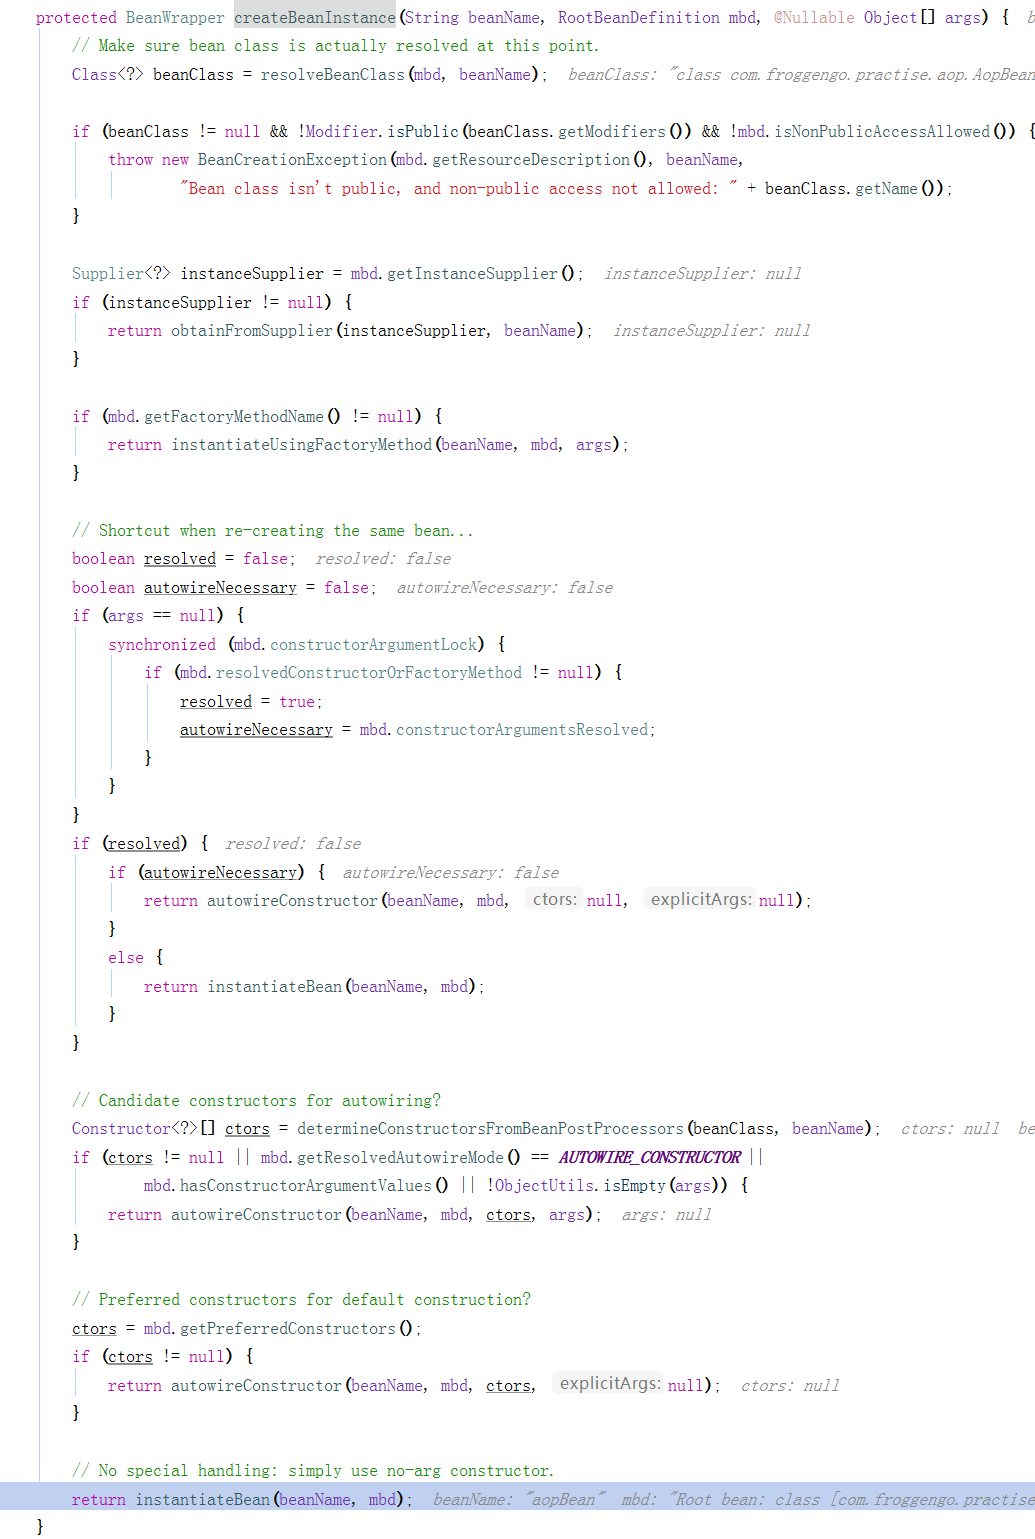 protected BeanWrapper createBeanInstance(String beanName, RootBeanDefinition mbd, @Nullable Object[] args) {
// Make sure bean class is actually resolved at this point.
Class<?> beanClass = resolveBeanClass(mbd, beanName);  beanClass: "class com.froggengo.practise.aop.AopBean
if (beanClass != null && !Modifier.isPublic(beanClass.getModifiers()) && !mbd.isNonPublicAccessAllowed()) {
throw new BeanCreationException(mbd.getResourceDescription(), beanName,
"Bean class isn't public, and non-public access not allowed: " + beanClass.getName());
}
Supplier<?> instanceSupplier = mbd.getInstanceSupplier();  instanceSupplier: null
if (instanceSupplier != null) {
return obtainFromSupplier(instanceSupplier, beanName);  instanceSupplier: null
}
if (mbd.getFactoryMethodName() != null) {
return instantiateUsingFactoryMethod(beanName, mbd, args);
}
// Shortcut when re-creating the same bean...
boolean resolved = false;  resolved: false
boolean autowireNecessary = false;  autowireNecessary: false
if (args == null) {
synchronized (mbd.constructorArgumentLock) {
if (mbd.resolvedConstructorOrFactoryMethod != null) {
resolved = true;
autowireNecessary = mbd.constructorArgumentsResolved;
}
}
}
if (resolved) {  resolved: false
if (autowireNecessary) {  autowireNecessary: false
return autowireConstructor(beanName, mbd, ctors: null, explicitArgs: null);
}
else {
return instantiateBean(beanName, mbd);
}
}
// Candidate constructors for autowiring?
Constructor<?>[] ctors = determineConstructorsFromBeanPostProcessors(beanClass, beanName);  ctors: null  be
if (ctors != null || mbd.getResolvedAutowireMode() == AUTOWIRE_CONSTRUCTOR ||
mbd.hasConstructorArgumentValues() || !ObjectUtils.isEmpty(args)) {
return autowireConstructor(beanName, mbd, ctors, args);  args: null
}
// Preferred constructors for default construction?
ctors = mbd.getPreferredConstructors();
if (ctors != null) {
return autowireConstructor(beanName, mbd, ctors, explicitArgs: null);  ctors: null
}
// No special handling: simply use no-arg constructor.
return instantiateBean(beanName, mbd);  beanName: "aopBean"  mbd: "Root bean: class [com.froggengo.practise
}